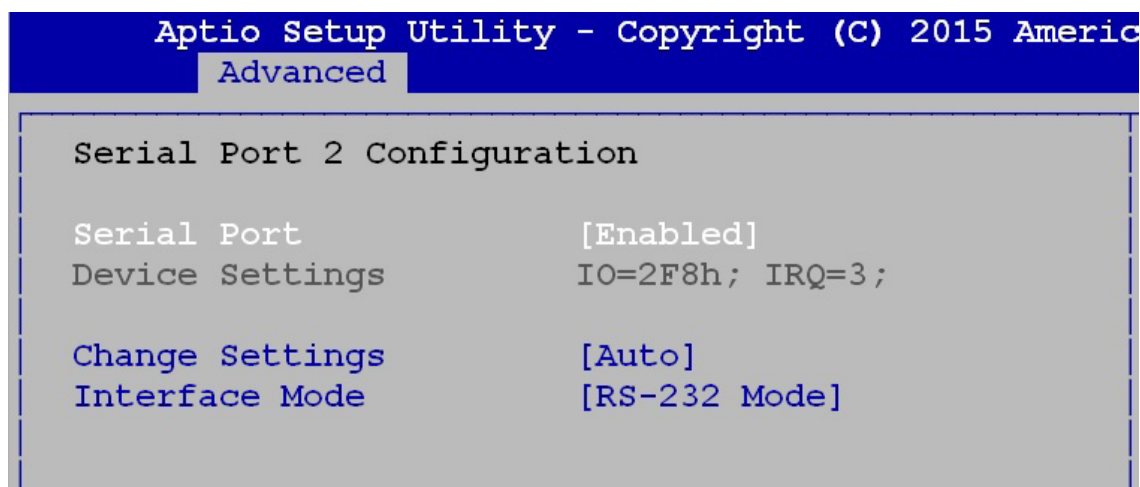 Aptio Setup Utility - Copyright (C) 2015 Americ
Advanced
Serial Port 2 Configuration
Serial Port [Enabled]
Device Settings IO=2F8h; IRQ=3;
Change Settings [Auto]
Interface Mode [RS-232 Mode]